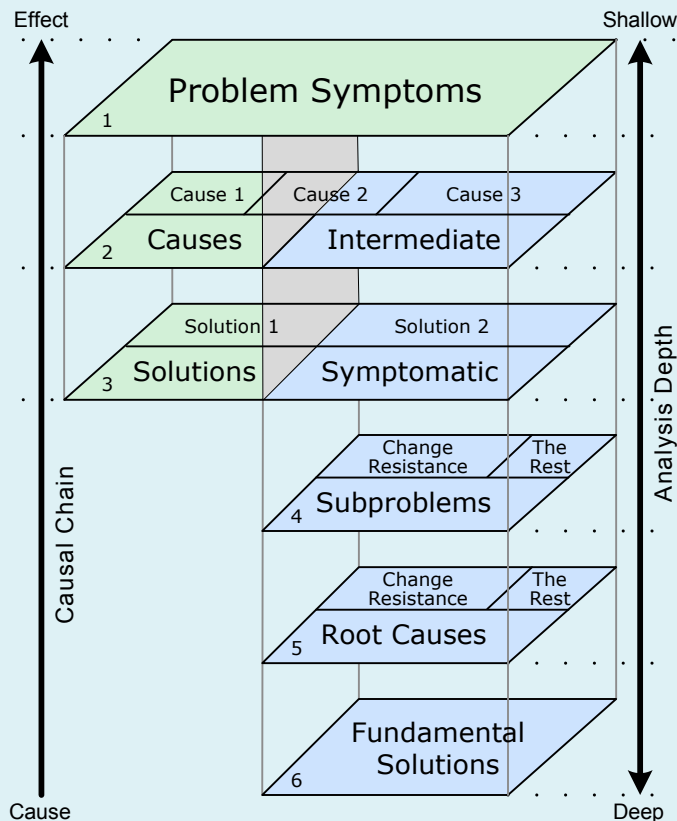 Effect
Shallow
Problem Symptoms
1
Cause 1
Cause 2
Cause 3
Causes
Intermediate
2
Solution 1
Solution 2
Solutions
Symptomatic
3
Change
Resistance
The
Rest
Subproblems
4
Change
Resistance
The
Rest
Root Causes
5
Fundamental
Solutions
6
Causal Chain
Analysis Depth
Cause
Deep